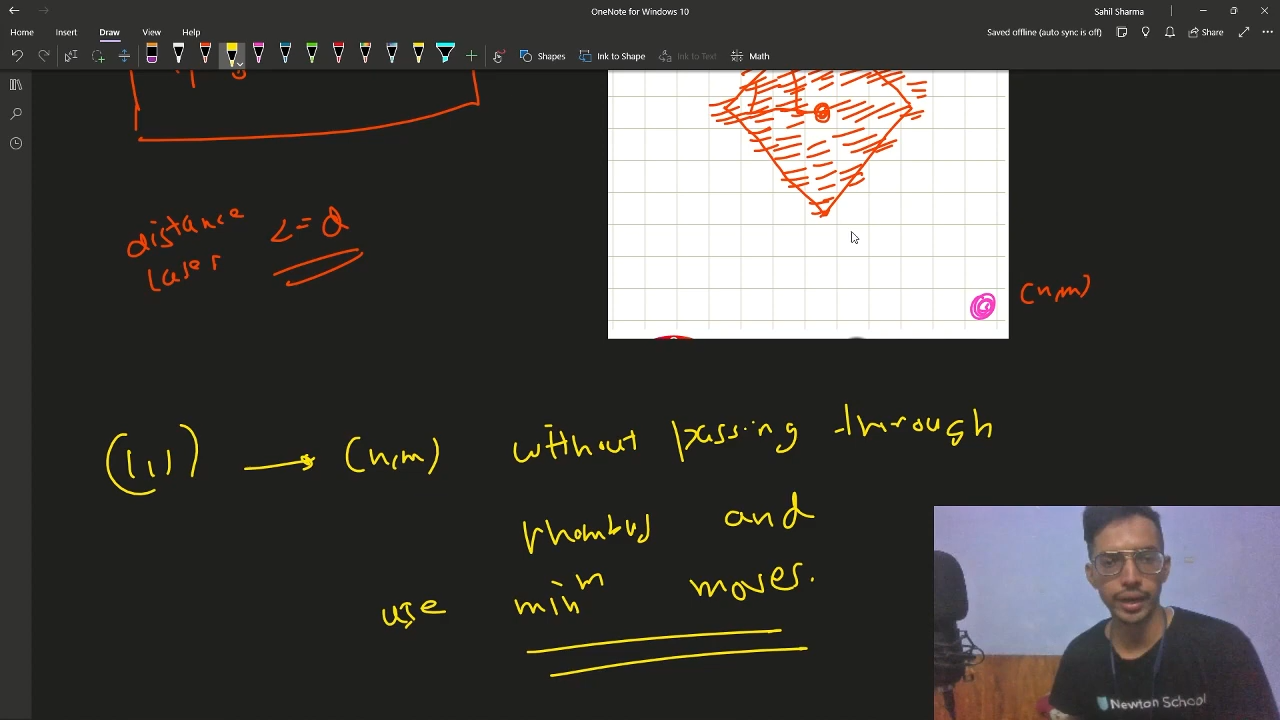 OneNote for Windows 10
Sahil Sharma
Home Insert Draw View Help
Saved offline (auto sync is off)
Share
Shapes
Ink to Shape
Ink to Text
Math
distance <= d
laser
(n,m)
(1,1) → (n,m) without passing through
rhombus and
use minm moves.
Newton School